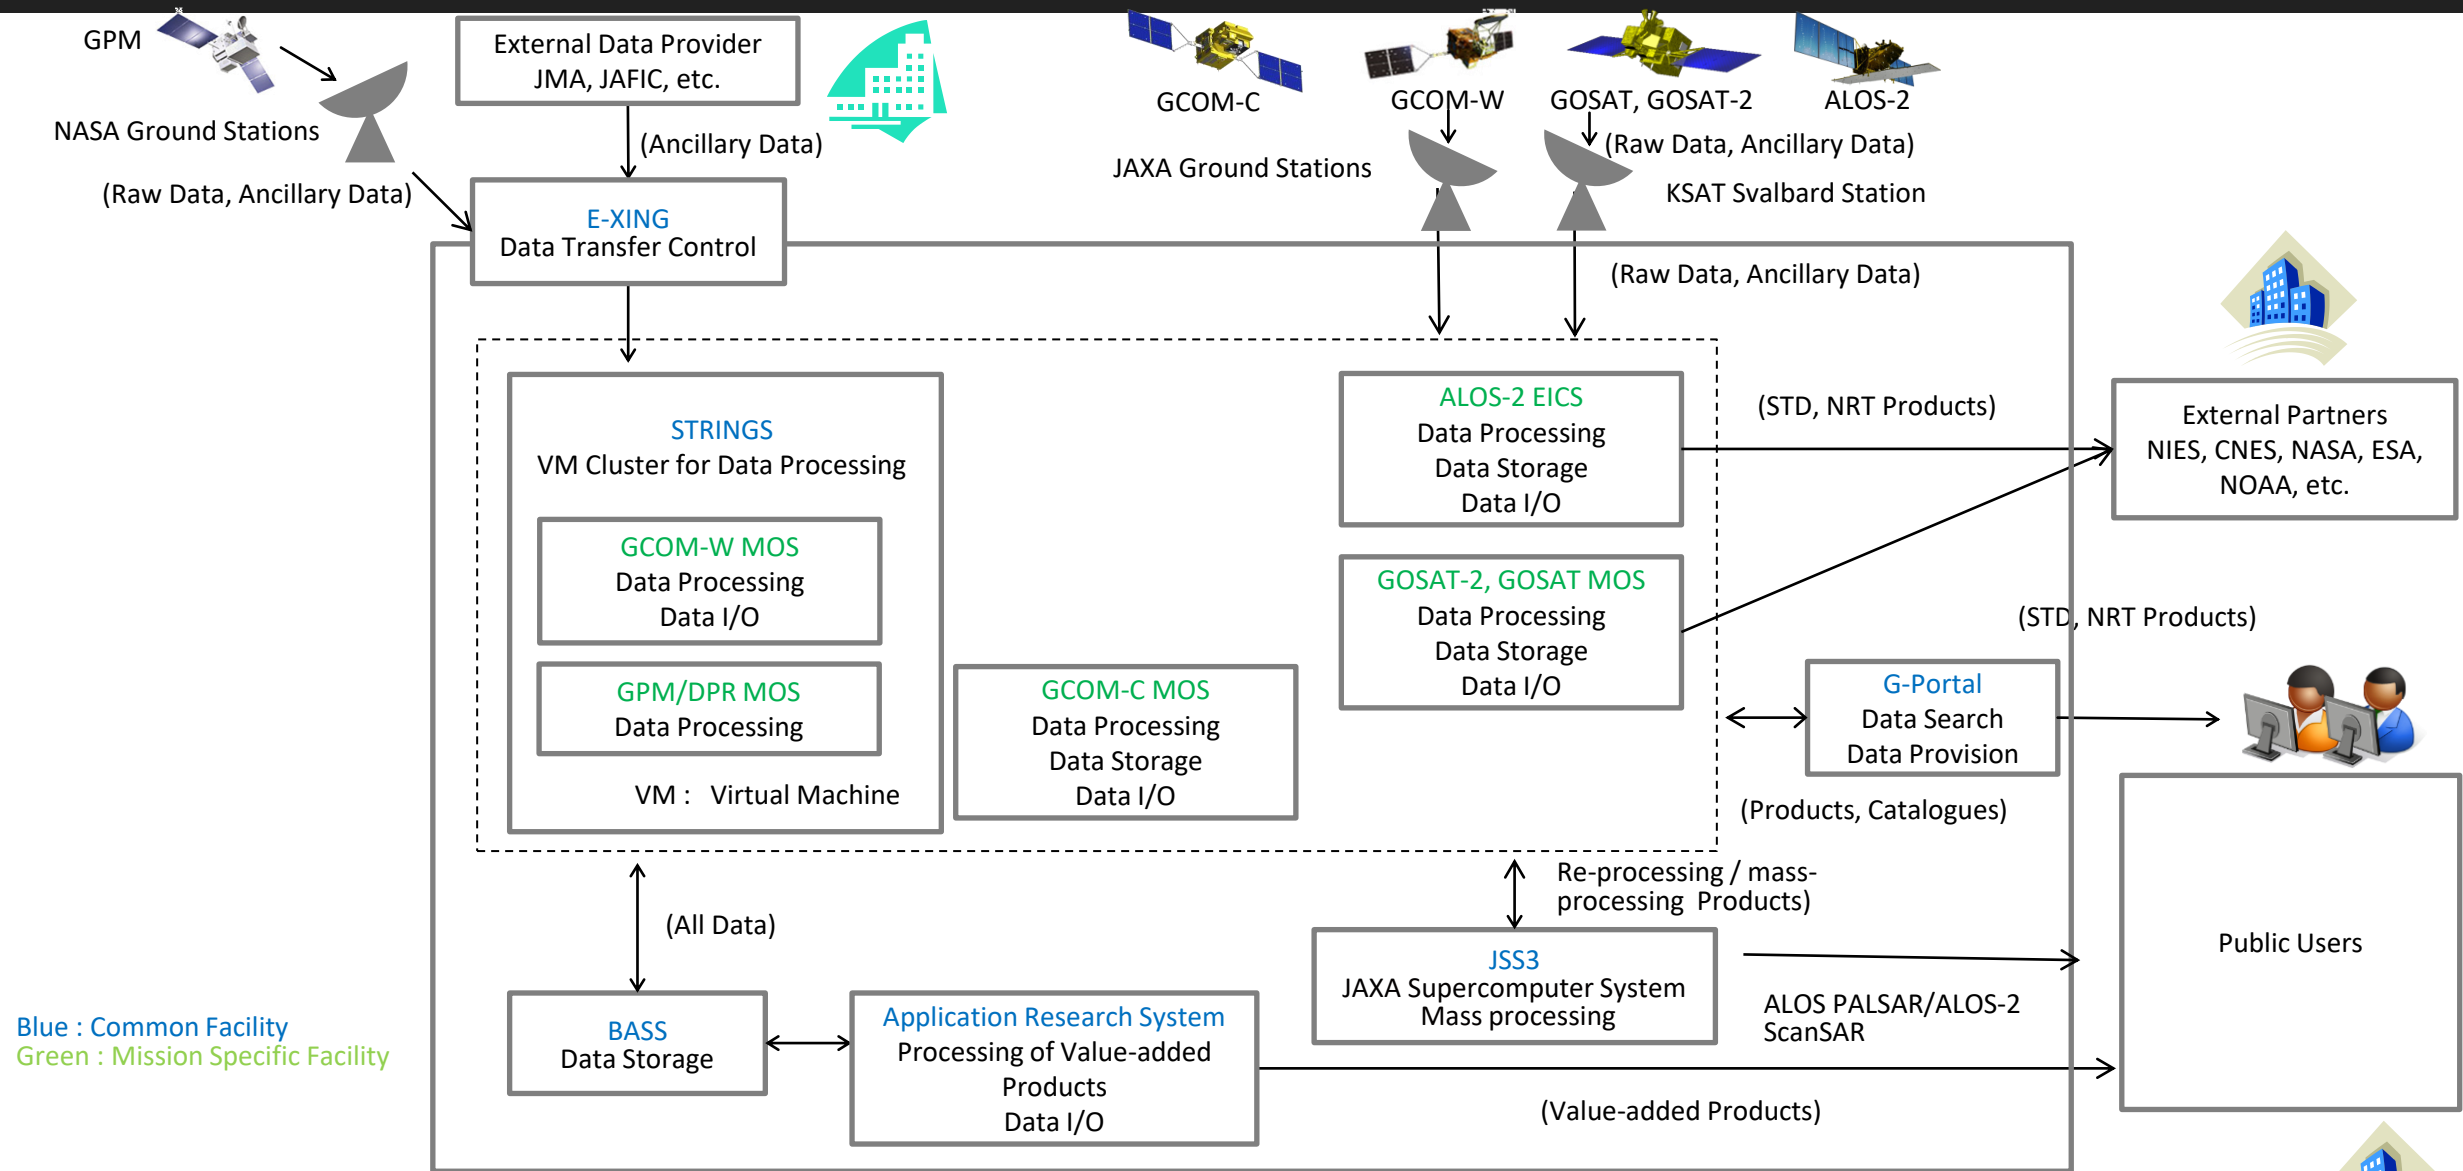 GPM
External Data Provider
JMA, JAFIC, etc.
GCOM-C
GCOM-W
GOSAT, GOSAT-2
ALOS-2
NASA Ground Stations
(Ancillary Data)
(Raw Data, Ancillary Data)
JAXA Ground Stations
(Raw Data, Ancillary Data)
KSAT Svalbard Station
E-XING
Data Transfer Control
(Raw Data, Ancillary Data)
STRINGS
VM Cluster for Data Processing
GCOM-W MOS
Data Processing
Data I/O
GPM/DPR MOS
Data Processing
VM : Virtual Machine
GCOM-C MOS
Data Processing
Data Storage
Data I/O
ALOS-2 EICS
Data Processing
Data Storage
Data I/O
GOSAT-2, GOSAT MOS
Data Processing
Data Storage
Data I/O
(STD, NRT Products)
External Partners
NIES, CNES, NASA, ESA,
NOAA, etc.
(STD, NRT Products)
G-Portal
Data Search
Data Provision
(Products, Catalogues)
Re-processing / mass-
processing Products)
(All Data)
JSS3
JAXA Supercomputer System
Mass processing
Public Users
ALOS PALSAR/ALOS-2
ScanSAR
Blue : Common Facility
Green : Mission Specific Facility
BASS
Data Storage
Application Research System
Processing of Value-added
Products
Data I/O
(Value-added Products)